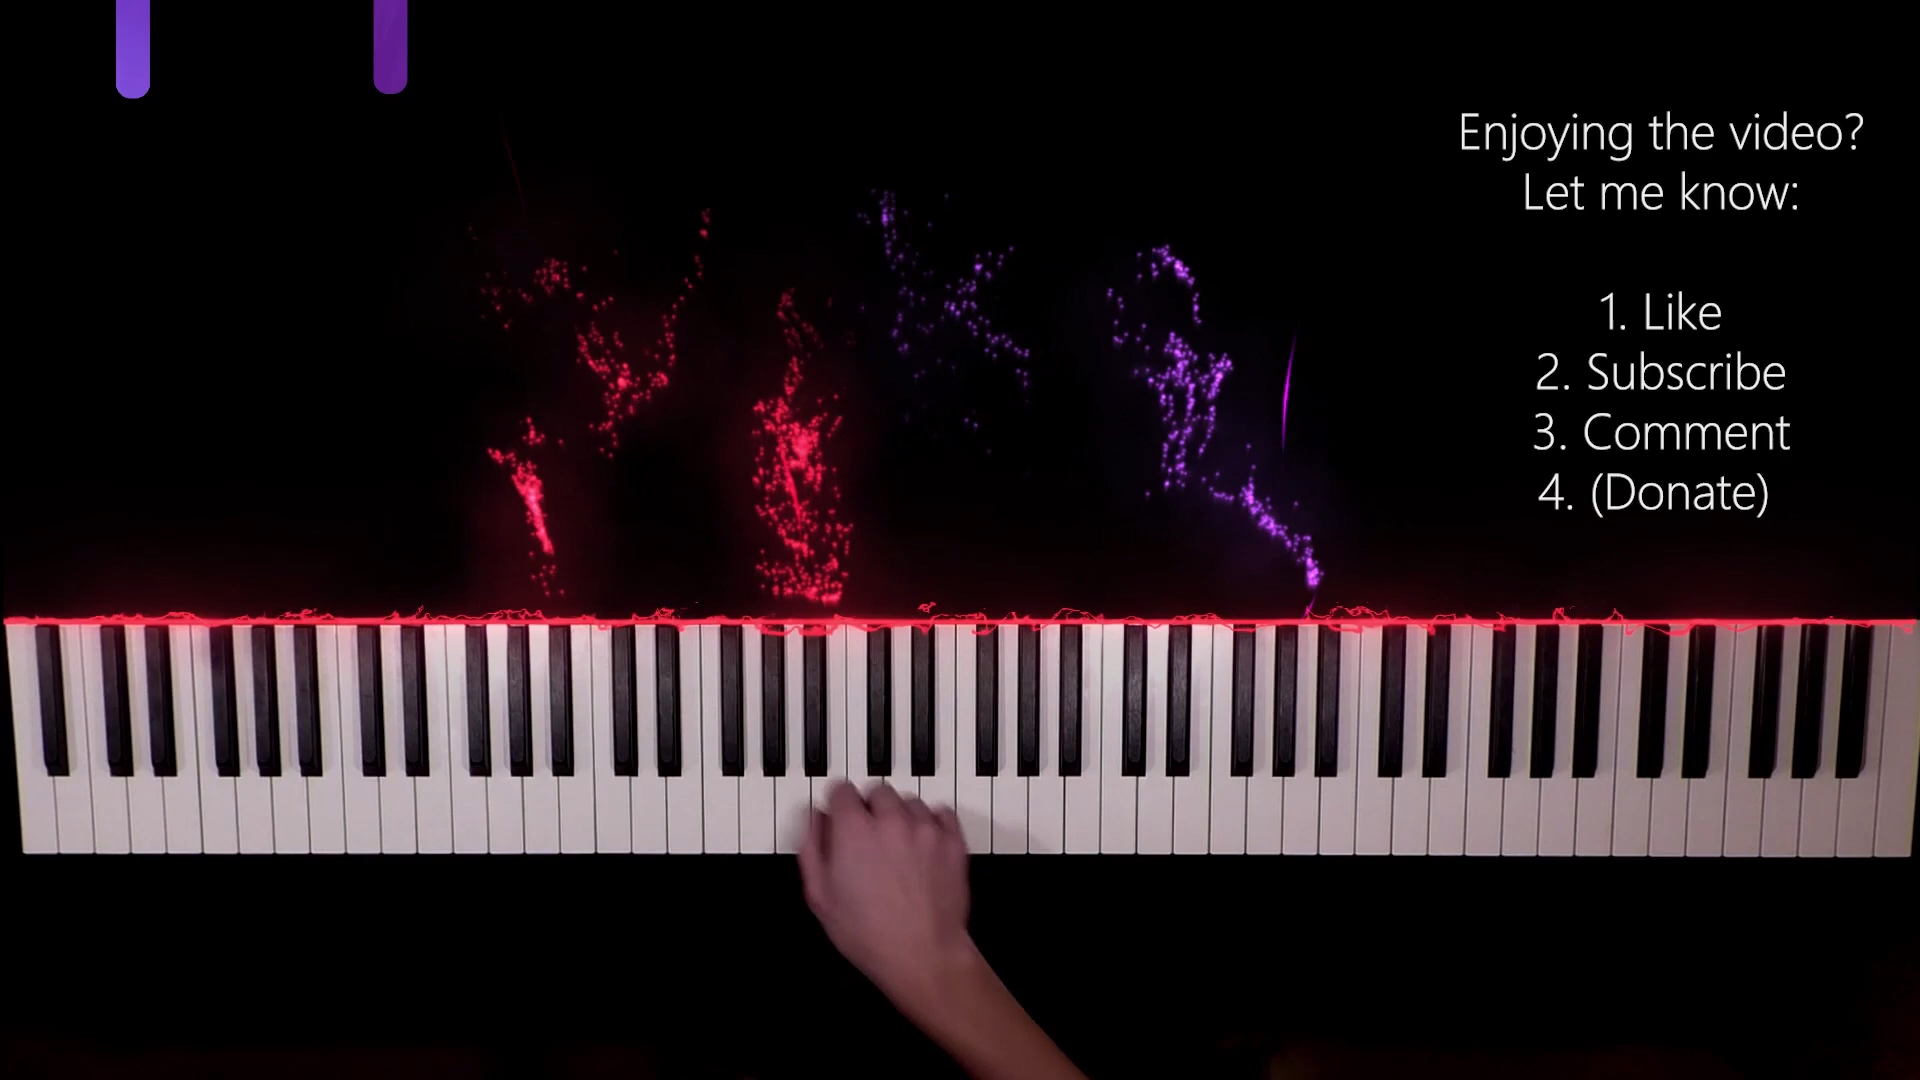 Enjoying the video?
Let me know:
1. Like
2. Subscribe
3. Comment
4. (Donate)